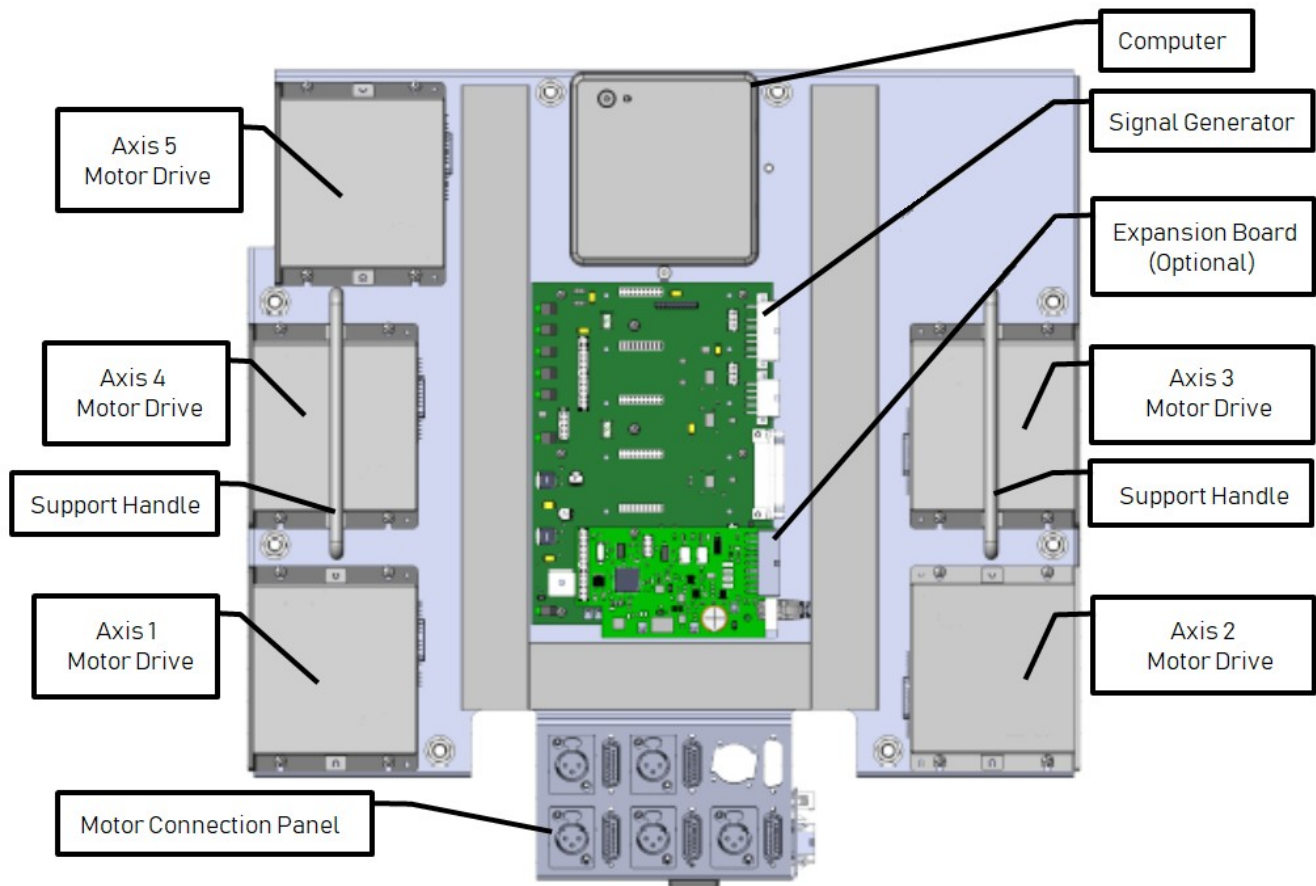 Computer
Signal Generator
Axis 5
Motor Drive
Expansion Board
(Optional)
Axis 4
Motor Drive
Axis 3
Motor Drive
Support Handle
Support Handle
Axis 1
Motor Drive
Axis 2
Motor Drive
Motor Connection Panel